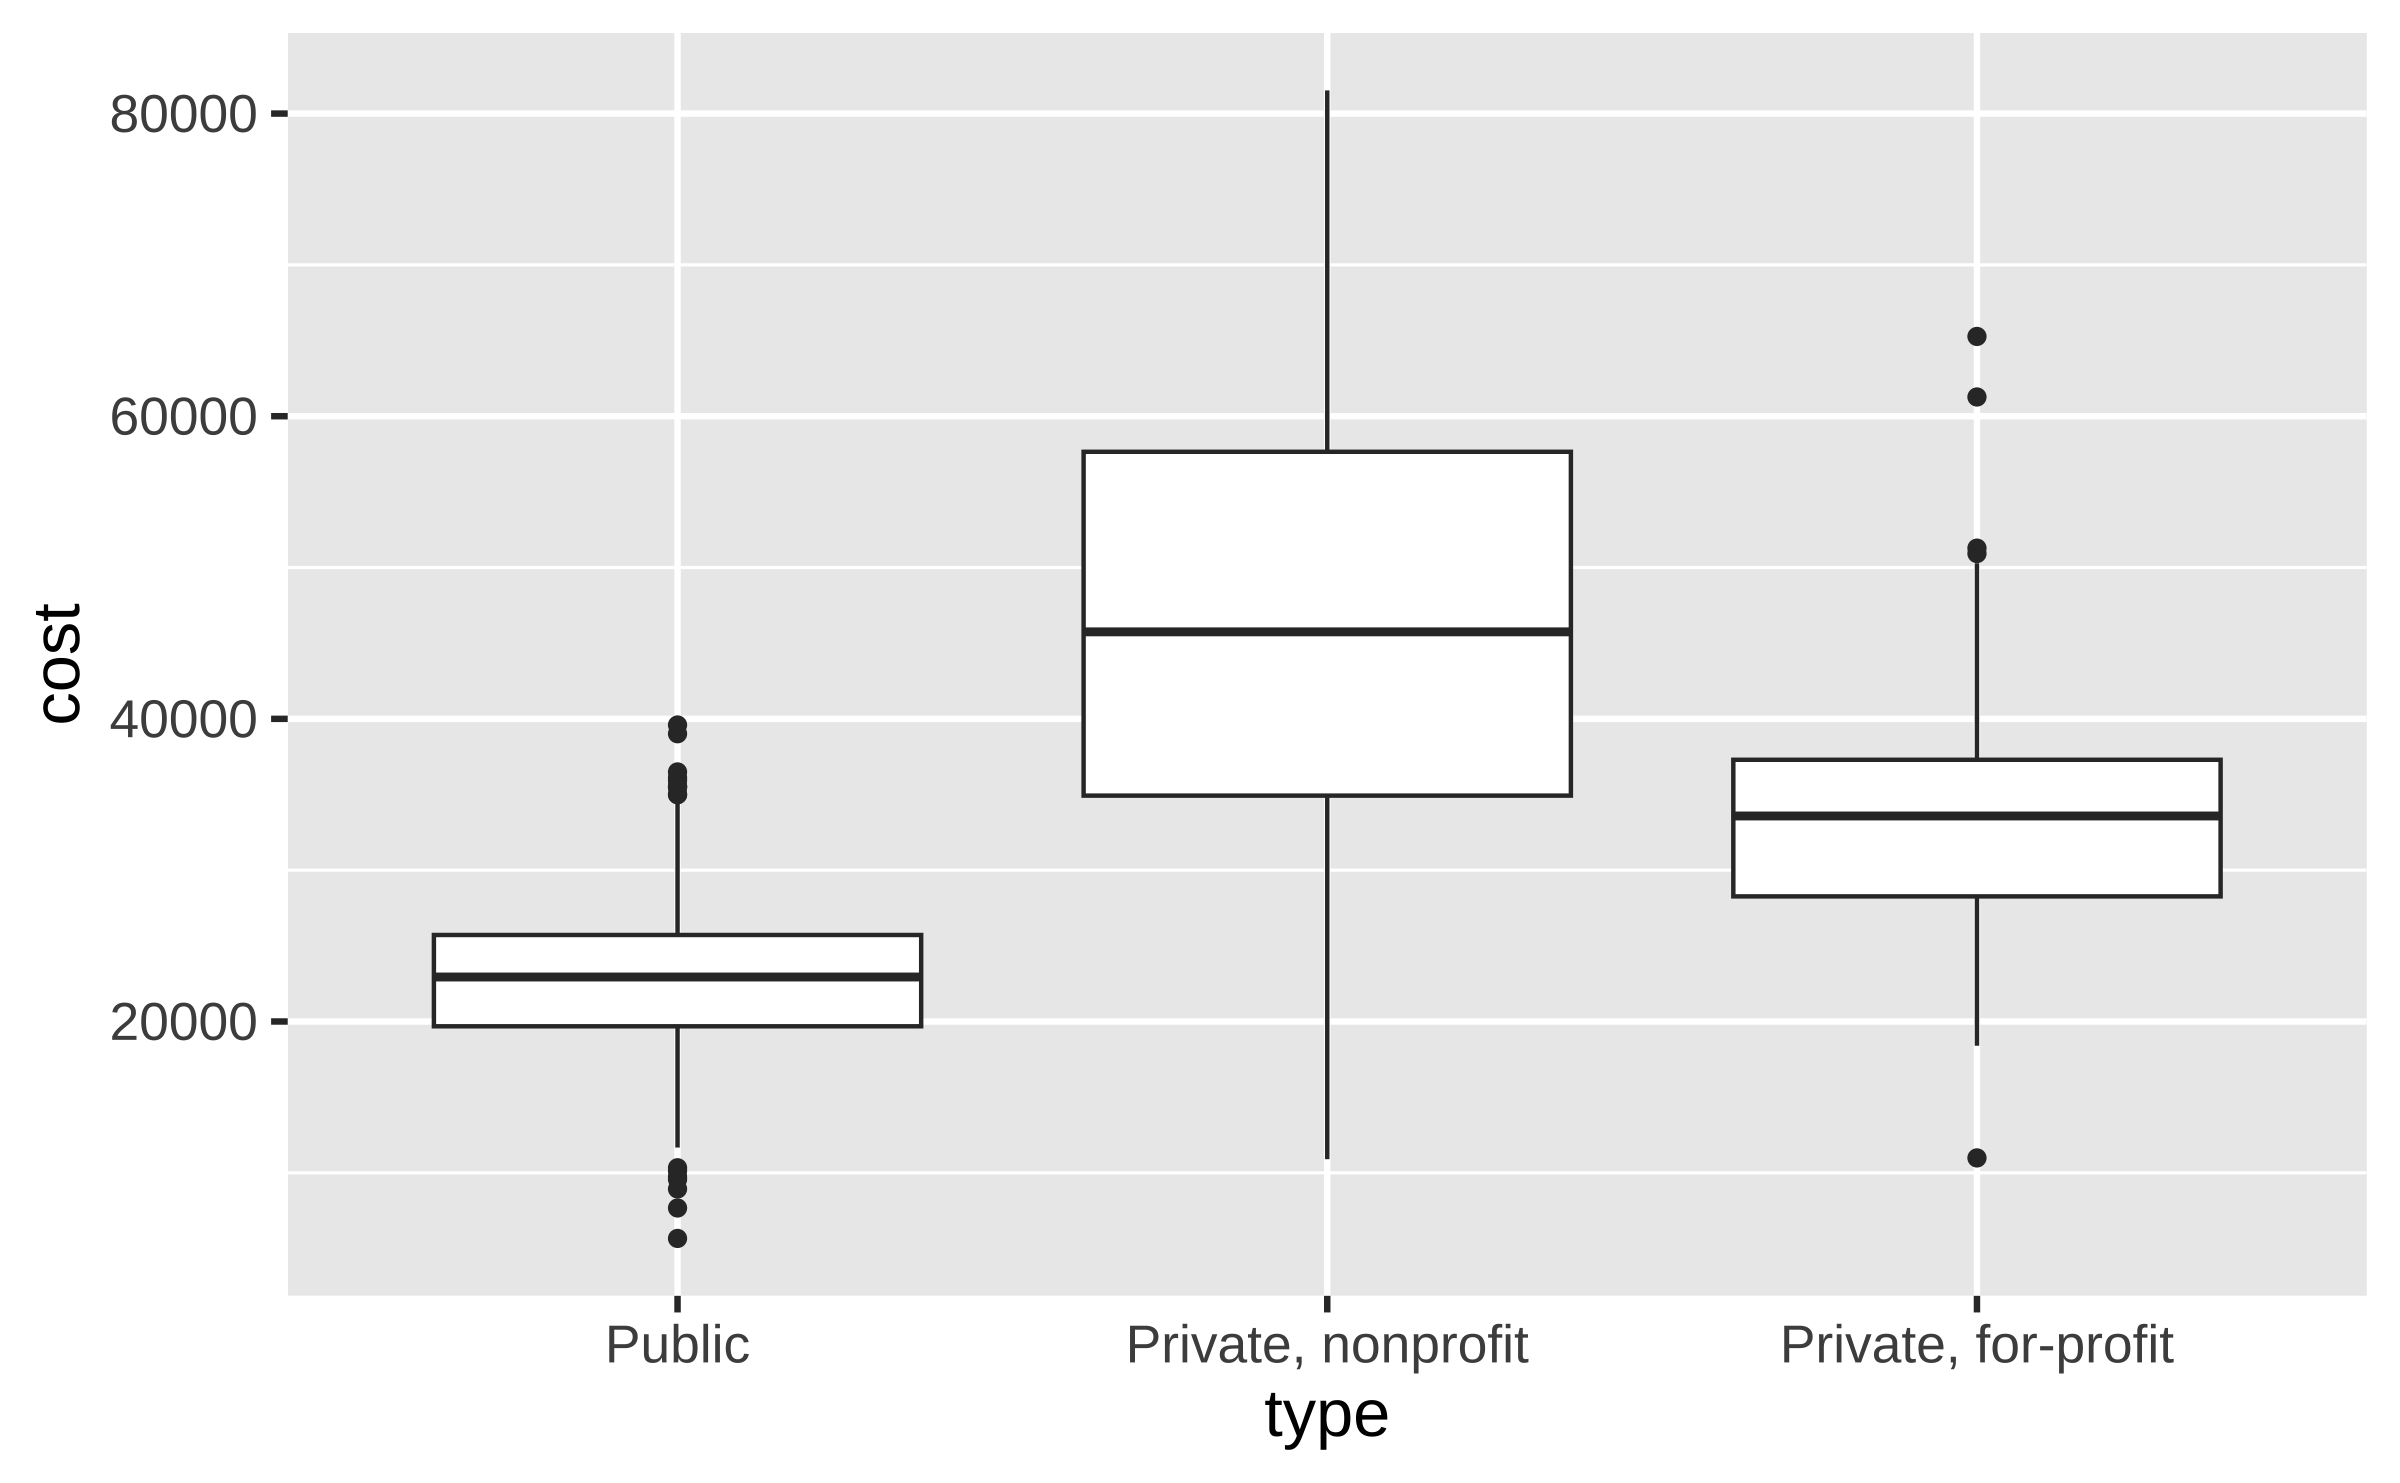 cost
80000
60000
40000
20000
Public Private, nonprofit Private, for-profit
type